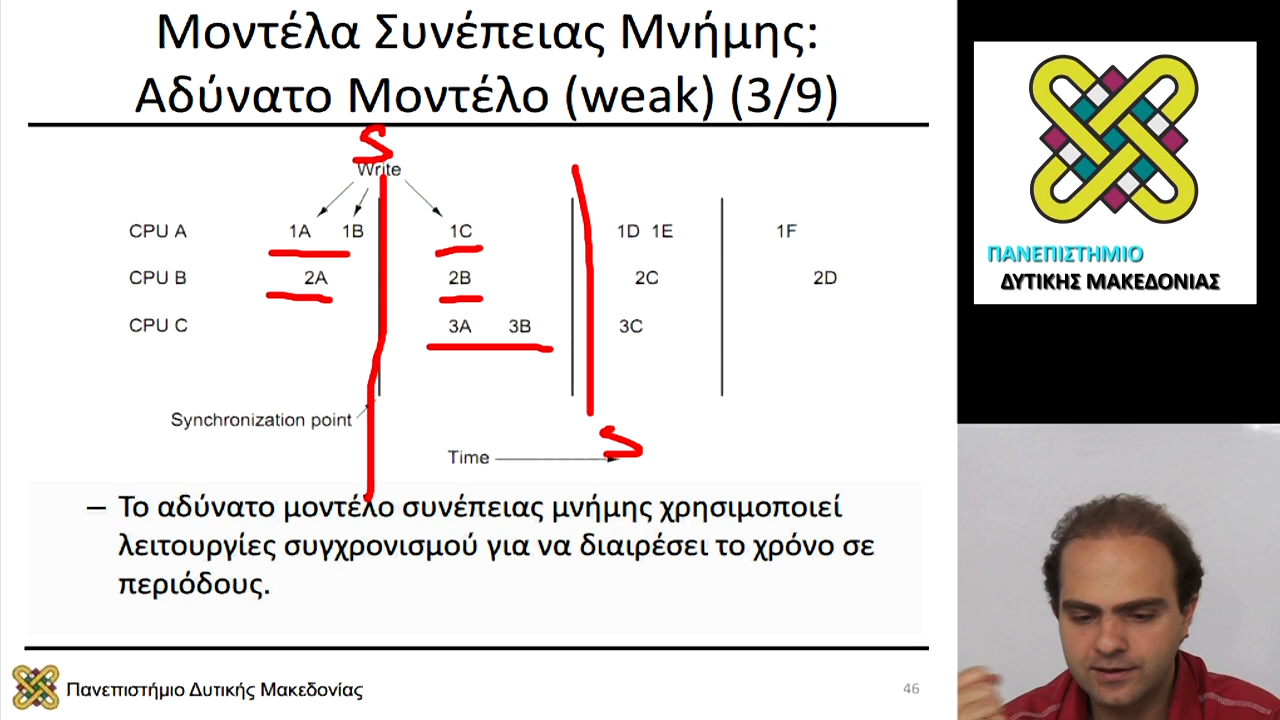 Μοντέλα Συνέπειας Μνήμης:
Αδύνατο Μοντέλο (weak) (3/9)
S
Write
CPU A 1A 1B 1C 1D 1E 1F
CPU B 2A 2B 2C 2D
CPU C 3A 3B 3C
Synchronization point
S
Time
– Το αδύνατο μοντέλο συνέπειας μνήμης χρησιμοποιεί
λειτουργίες συγχρονισμού για να διαιρέσει το χρόνο σε
περιόδους.
Πανεπιστήμιο Δυτικής Μακεδονίας
46
ΠΑΝΕΠΙΣΤΗΜΙΟ
ΔΥΤΙΚΗΣ ΜΑΚΕΔΟΝΙΑΣ